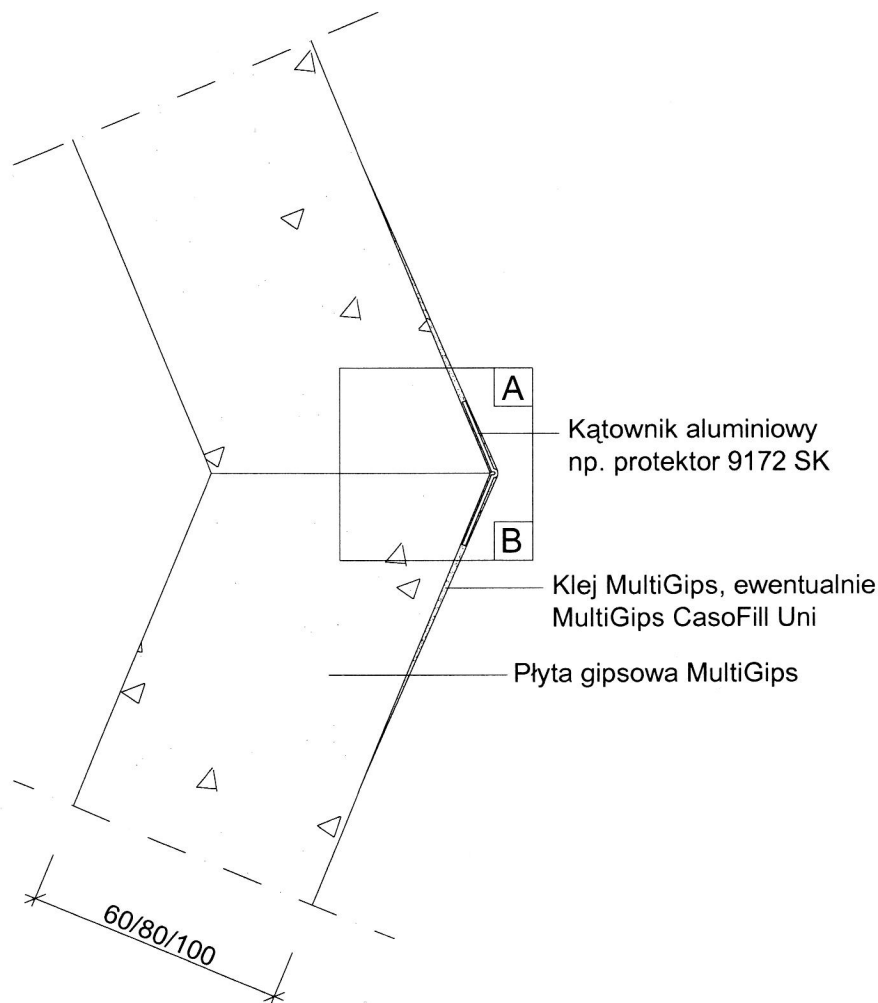 A
Kątownik aluminiowy
np. protektor 9172 SK
B
Klej MultiGips, ewentualnie
MultiGips CasoFill Uni
Płyta gipsowa MultiGips
60/80/100